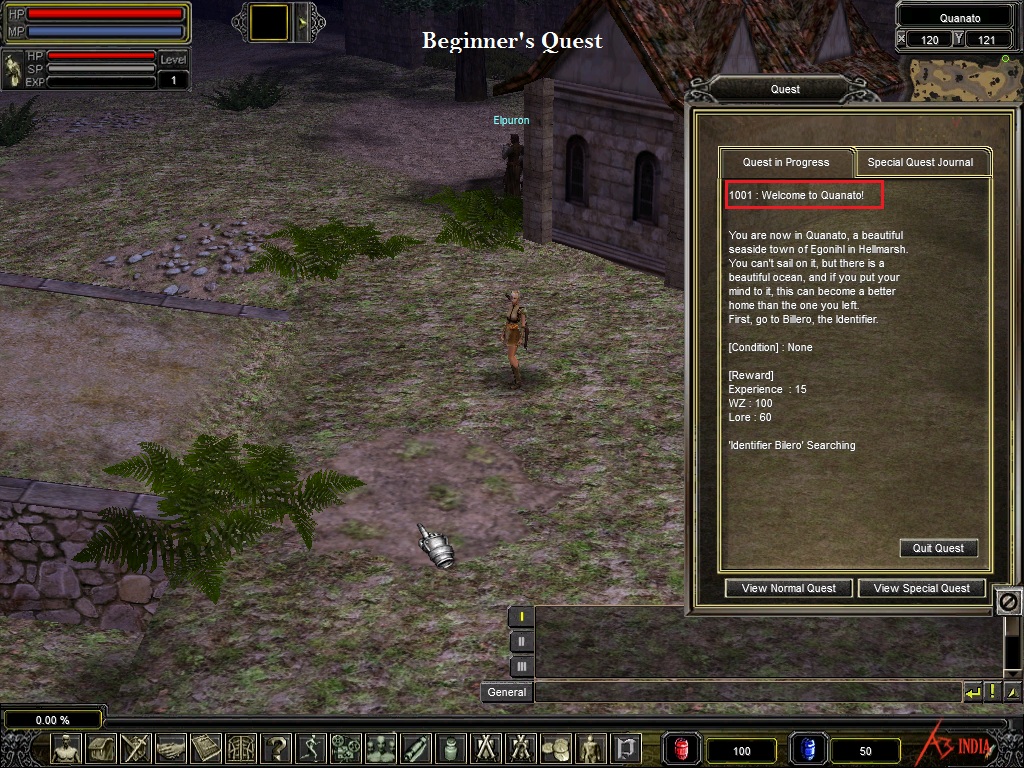 HP
MP
HP
SP
EXP
Level
1
Beginner's Quest
Quanato
X 120 Y 121
Elpuron
Quest
Quest in Progress
Special Quest Journal
1001 : Welcome to Quanato!
You are now in Quanato, a beautiful
seaside town of Egonihl in Hellmarsh.
You can't sail on it, but there is a
beautiful ocean, and if you put your
mind to it, this can become a better
home than the one you left.
First, go to Billero, the Identifier.
[Condition] : None
[Reward]
Experience : 15
WZ : 100
Lore : 60
'Identifier Bilero' Searching
Quit Quest
View Normal Quest
View Special Quest
I
II
III
General
0.00 %
100
50
A3 INDIA